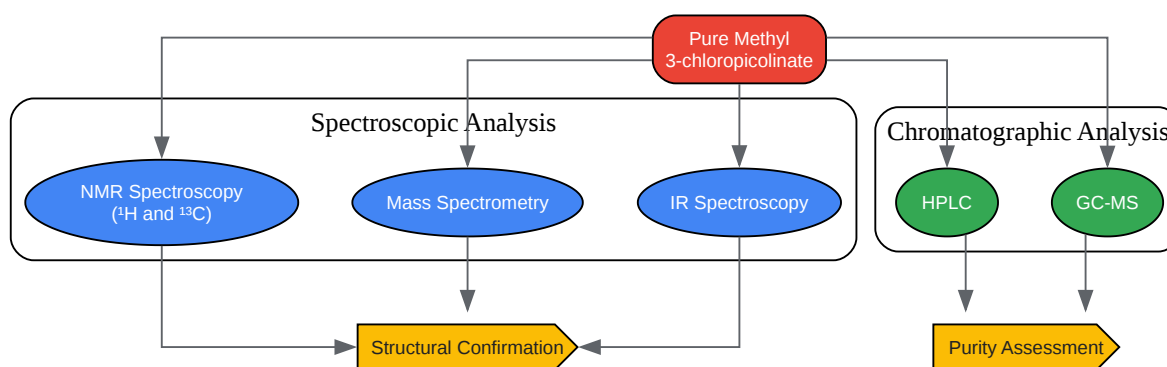 Pure Methyl
3-chloropicolinate
Spectroscopic Analysis
Chromatographic Analysis
NMR Spectroscopy
(¹H and ¹³C)
Mass Spectrometry
IR Spectroscopy
HPLC
GC-MS
Structural Confirmation
Purity Assessment